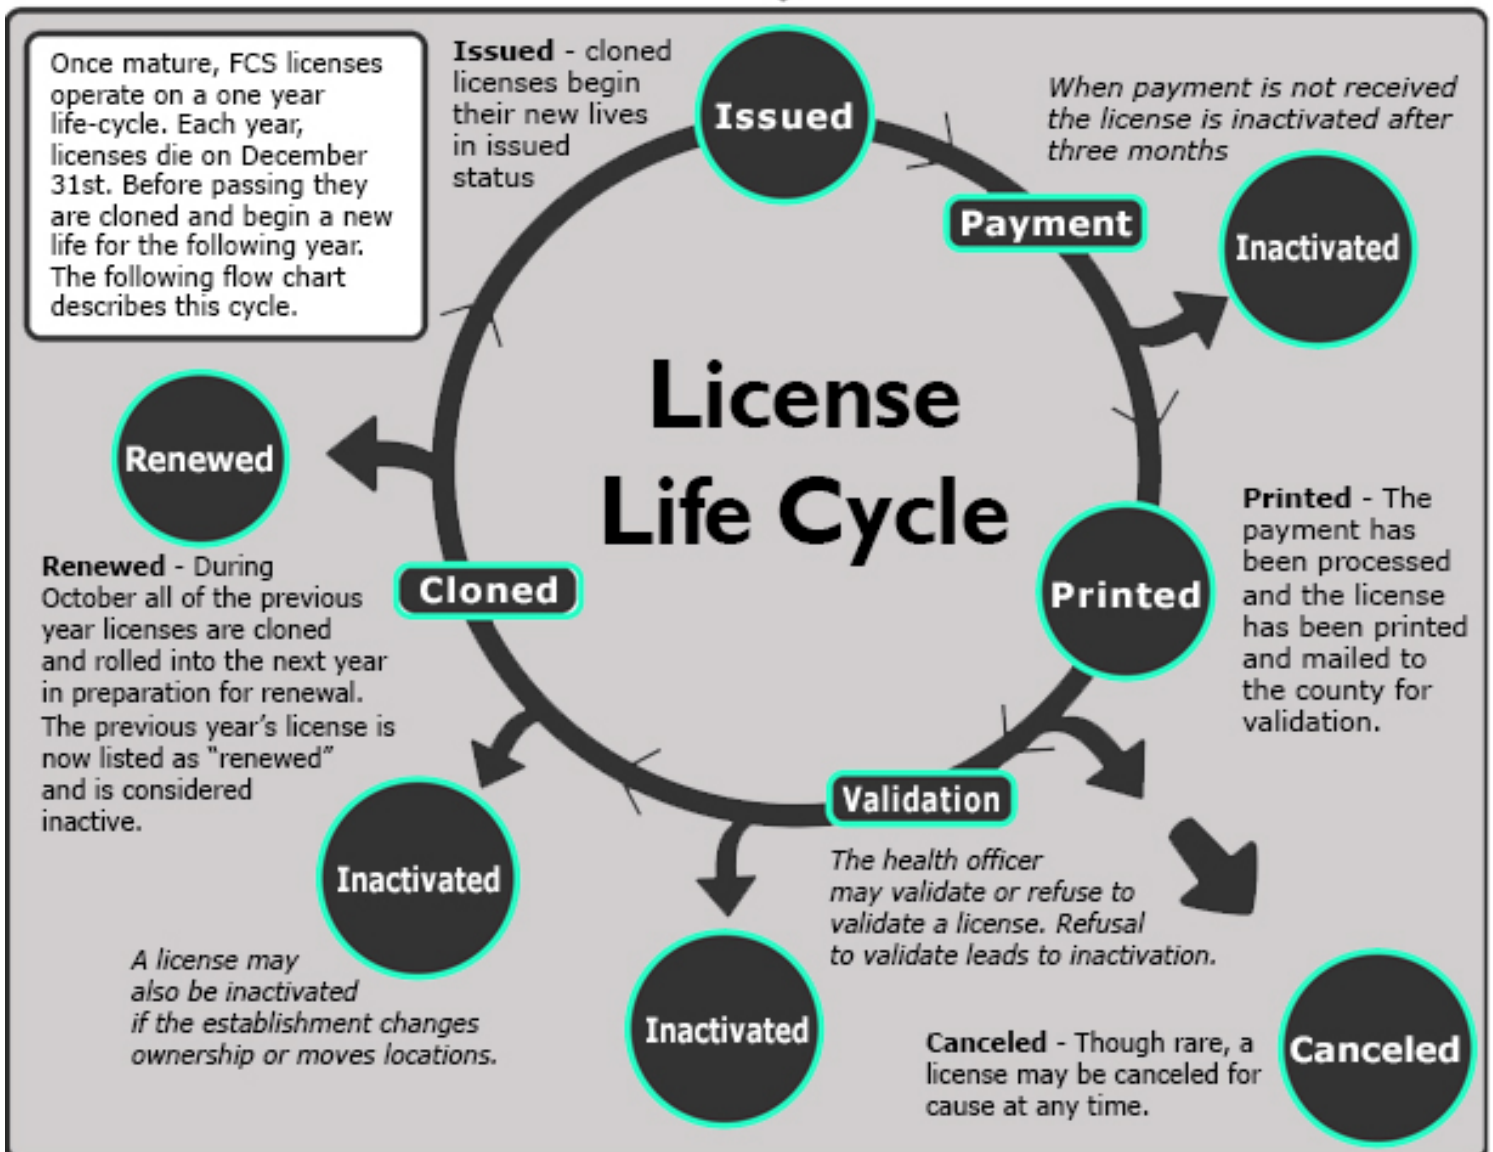 Once mature, FCS licenses
operate on a one year
life-cycle. Each year,
licenses die on December
31st. Before passing they
are cloned and begin a new
life for the following year.
The following flow chart
describes this cycle.
Issued - cloned
licenses begin
their new lives
in issued
status
Issued
When payment is not received
the license is inactivated after
three months
Payment
Inactivated
License
Life Cycle
Renewed
Renewed - During
October all of the previous
year licenses are cloned
and rolled into the next year
in preparation for renewal.
The previous year's license is
now listed as "renewed"
and is considered
inactive.
Cloned
Printed
Printed - The
payment has
been processed
and the license
has been printed
and mailed to
the county for
validation.
Validation
The health officer
may validate or refuse to
validate a license. Refusal
to validate leads to inactivation.
Inactivated
A license may
also be inactivated
if the establishment changes
ownership or moves locations.
Inactivated
Canceled - Though rare, a
license may be canceled for
cause at any time.
Canceled